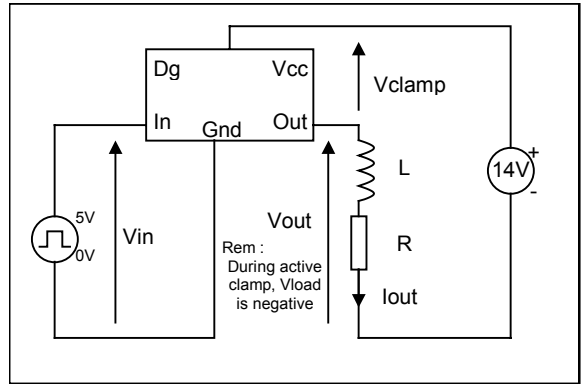 Dg
Vcc
In
Gnd
Out
Vclamp
L
14V
+
-
5V
0V
Vin
Vout
R
Rem :
During active
clamp, Vload
is negative
Iout